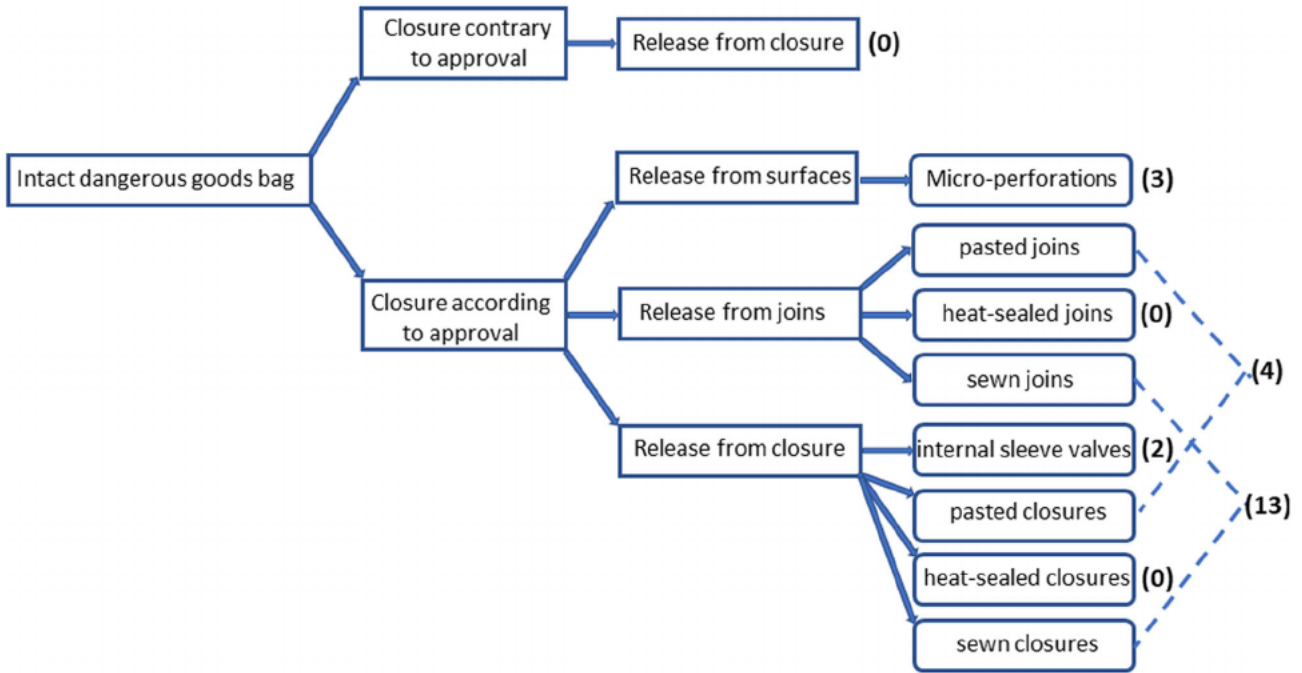 Closure contrary
to approval
Release from closure
(0)
Intact dangerous goods bag
Release from surfaces
Micro-perforations
(3)
pasted joins
Closure according
to approval
Release from joins
heat-sealed joins
(0)
sewn joins
(4)
Release from closure
internal sleeve valves
(2)
pasted closures
(13)
heat-sealed closures
(0)
sewn closures